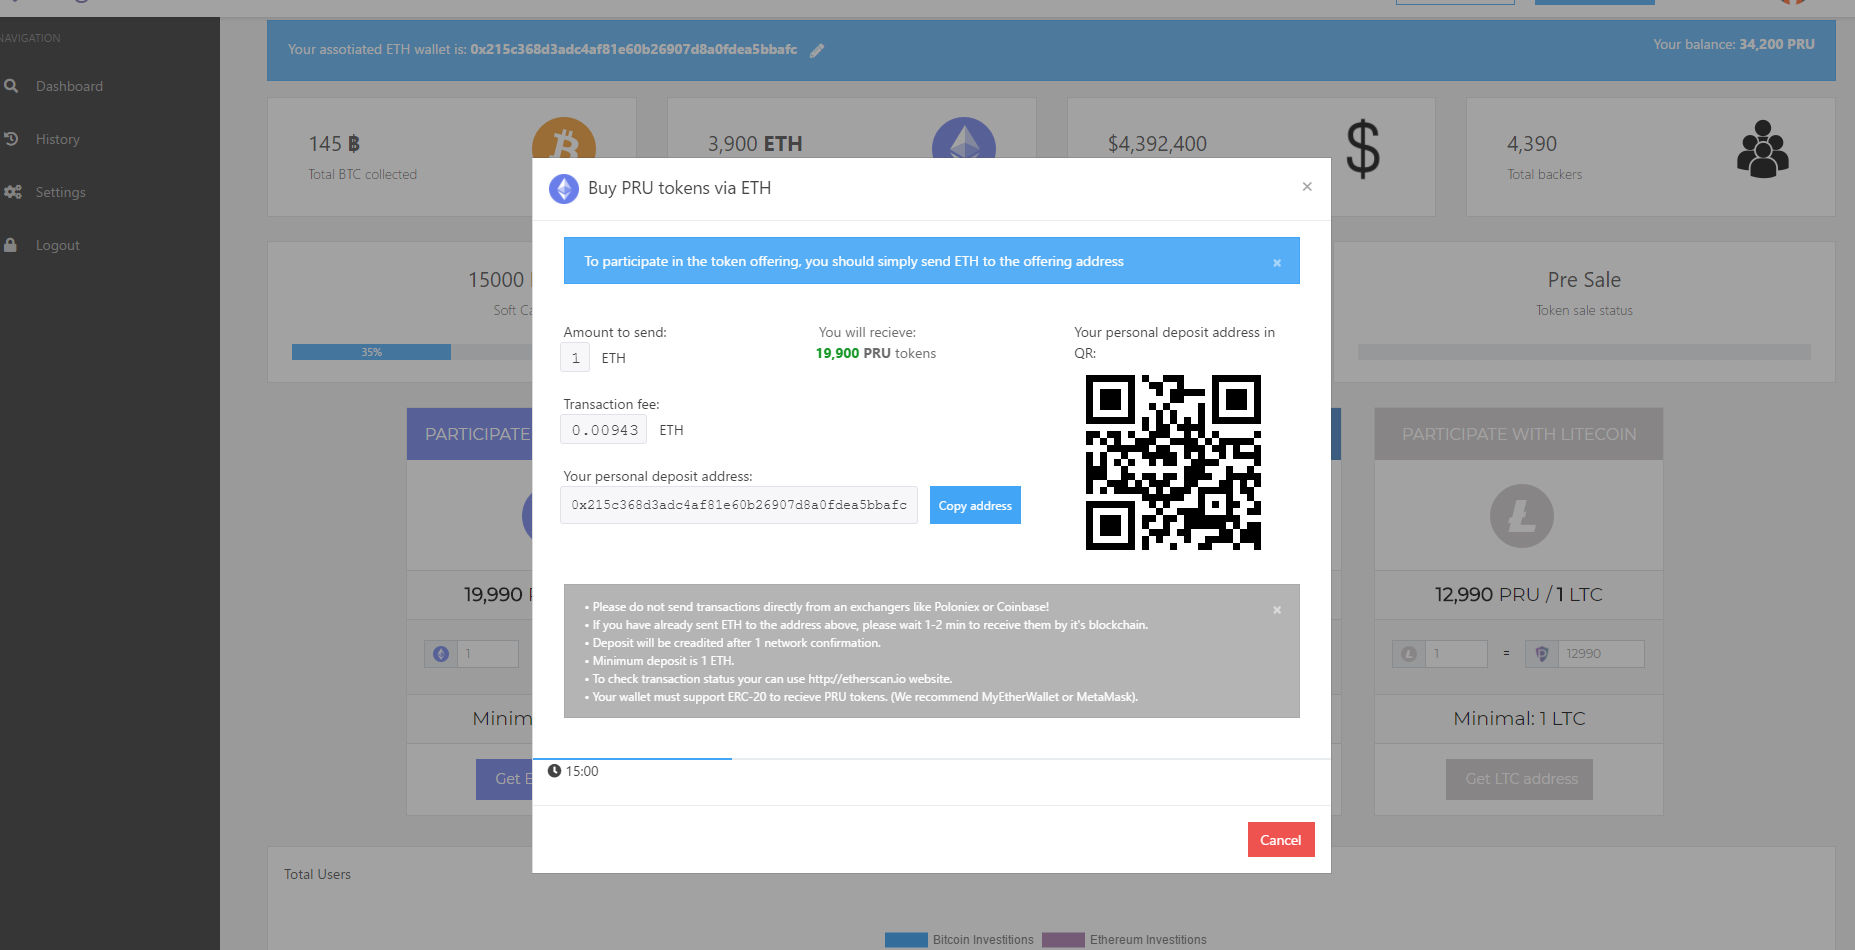 NAVIGATION
Dashboard
History
Settings
Logout
Your assotiated ETH wallet is: 0x215c368d3adc4af81e60b26907d8a0fdea5bbafc
Your balance: 34,200 PRU
145 ฿
Total BTC collected
3,900 ETH
$4,392,400
4,390
Total backers
15000
Soft Ca
35%
Pre Sale
Token sale status
Buy PRU tokens via ETH
×
To participate in the token offering, you should simply send ETH to the offering address
×
Amount to send:
1 ETH
You will recieve:
19,900 PRU tokens
Your personal deposit address in
QR:
Transaction fee:
0.00943 ETH
Your personal deposit address:
0x215c368d3adc4af81e60b26907d8a0fdea5bbafc
Copy address
• Please do not send transactions directly from an exchangers like Poloniex or Coinbase!
• If you have already sent ETH to the address above, please wait 1-2 min to receive them by it's blockchain.
• Deposit will be creadited after 1 network confirmation.
• Minimum deposit is 1 ETH.
• To check transaction status your can use http://etherscan.io website.
• Your wallet must support ERC-20 to recieve PRU tokens. (We recommend MyEtherWallet or MetaMask).
×
15:00
Cancel
PARTICIPATE
19,990
1
Minim
Get E
PARTICIPATE WITH LITECOIN
12,990 PRU / 1 LTC
1 = 12990
Minimal: 1 LTC
Get LTC address
Total Users
Bitcoin Investitions
Ethereum Investitions